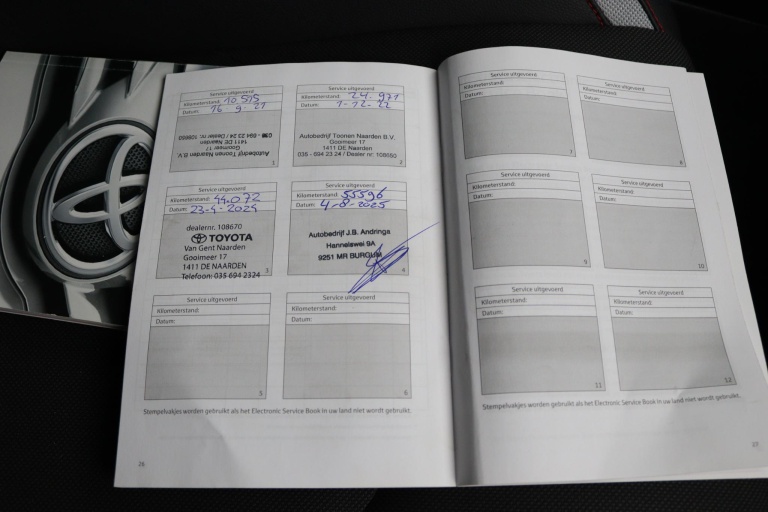 Service uitgevoerd
Kilometerstand: 10 515
Datum: 16-9-21
Autobedrijf Toonen Naarden B.V.
Gooimeer 17
1411 DE Naarden
035 - 694 23 24 / Dealer nr: 108650
1
Service uitgevoerd
Kilometerstand: 24.971
Datum: 1-12-22
Autobedrijf Toonen Naarden B.V.
Gooimeer 17
1411 DE Naarden
035 - 694 23 24 / Dealer nr: 108650
2
Service uitgevoerd
Kilometerstand: 44.072
Datum: 23-4-2024
dealernr. 108670
TOYOTA
Van Gent Naarden
Gooimeer 17
1411 DE NAARDEN
Telefoon: 035 694 2324
3
Service uitgevoerd
Kilometerstand: 55596
Datum: 4-8-2025
Autobedrijf J.B. Andringa
Hannelswei 9A
9251 MR BURGUM
4
Service uitgevoerd
Kilometerstand:
Datum:
5
Service uitgevoerd
Kilometerstand:
Datum:
6
Stempelvakjes worden gebruikt als het Electronic Service Book in uw land niet wordt gebruikt.
26
Service uitgevoerd
Kilometerstand:
Datum:
7
Service uitgevoerd
Kilometerstand:
Datum:
8
Service uitgevoerd
Kilometerstand:
Datum:
9
Service uitgevoerd
Kilometerstand:
Datum:
10
Service uitgevoerd
Kilometerstand:
Datum:
11
Service uitgevoerd
Kilometerstand:
Datum:
12
Stempelvakjes worden gebruikt als het Electronic Service Book in uw land niet wordt gebruikt.
27